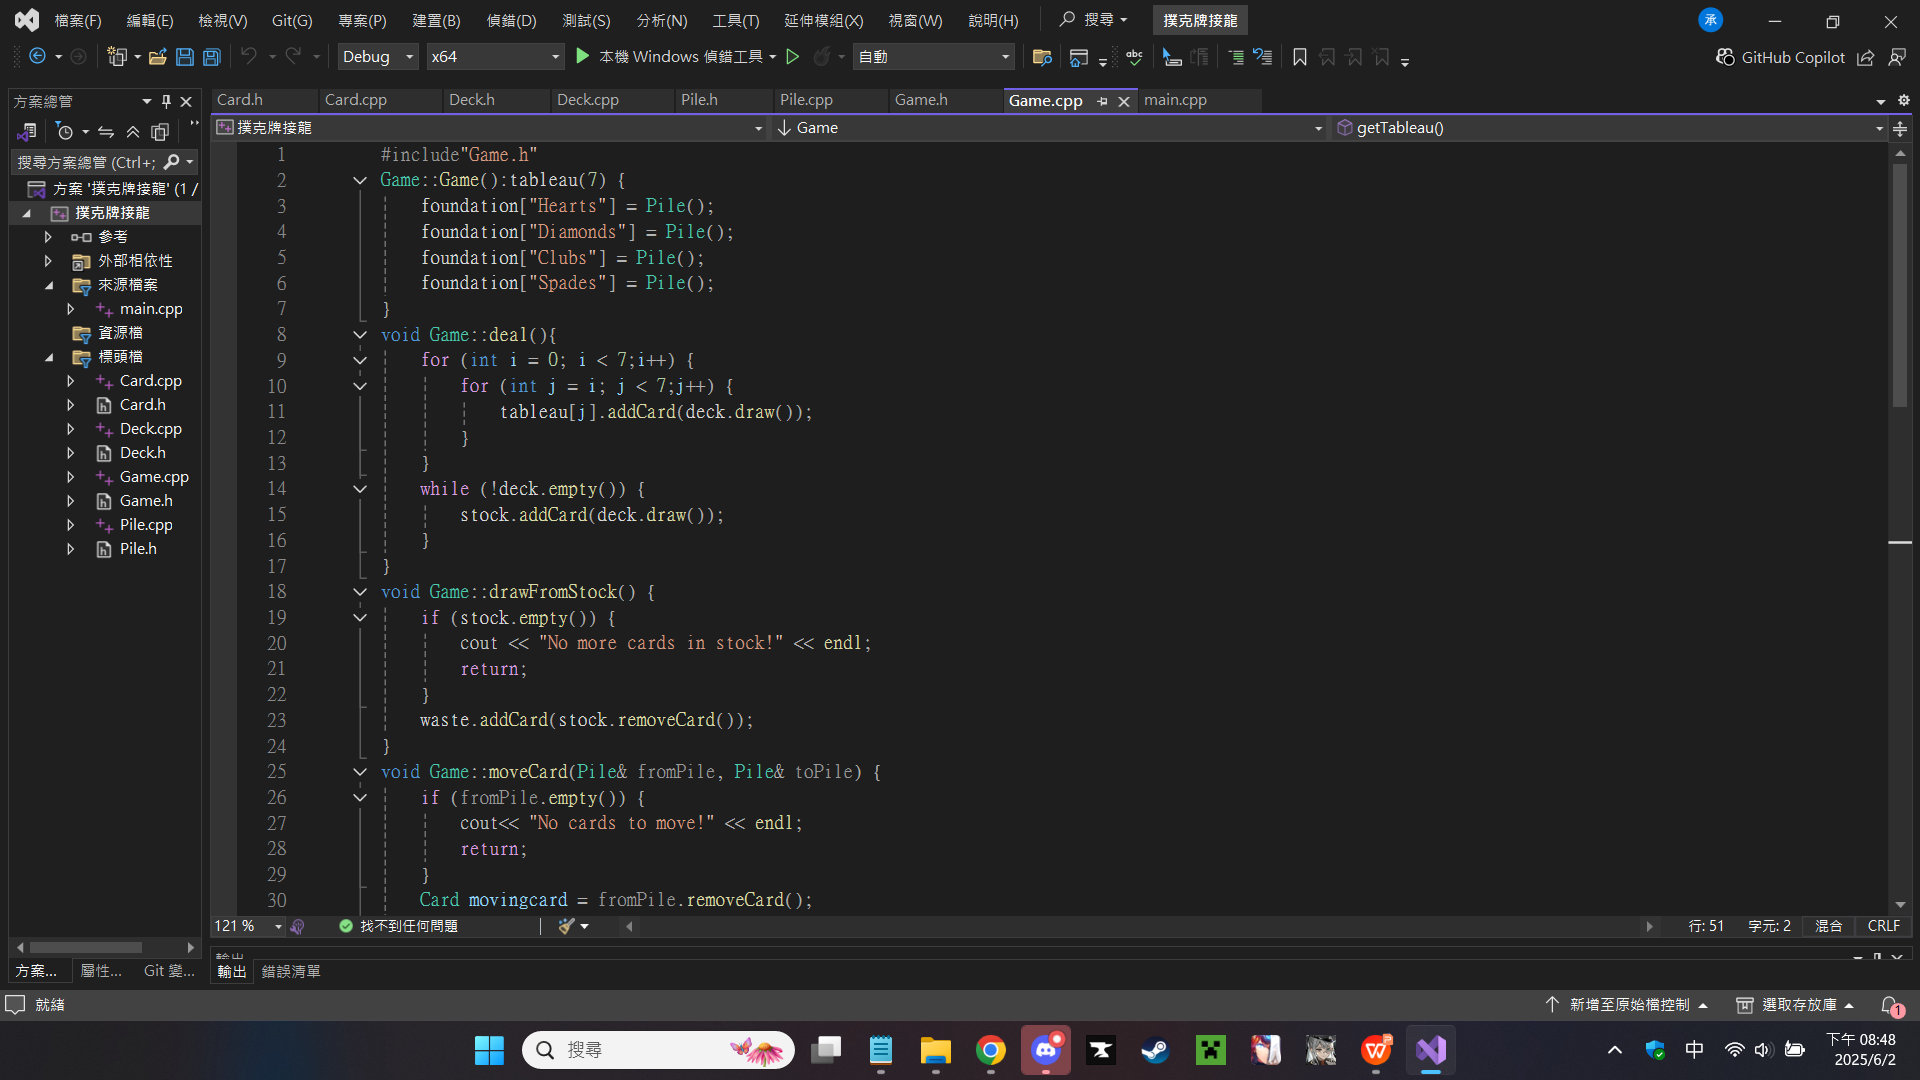 檔案(F) 編輯(E) 檢視(V) Git(G) 專案(P) 建置(B) 偵錯(D) 測試(S) 分析(N) 工具(T) 延伸模組(X) 視窗(W) 說明(H) 搜尋 撲克牌接龍 承
Debug x64 本機 Windows 偵錯工具 自動 abc GitHub Copilot
方案總管
搜尋方案總管 (Ctrl+;
方案 '撲克牌接龍' (1 /
撲克牌接龍
參考
外部相依性
來源檔案
main.cpp
資源檔
標頭檔
Card.cpp
Card.h
Deck.cpp
Deck.h
Game.cpp
Game.h
Pile.cpp
Pile.h
方案... 屬性... Git 變...
Card.h Card.cpp Deck.h Deck.cpp Pile.h Pile.cpp Game.h Game.cpp main.cpp
撲克牌接龍 Game getTableau()
1 #include"Game.h"
2 Game::Game():tableau(7) {
3 foundation["Hearts"] = Pile();
4 foundation["Diamonds"] = Pile();
5 foundation["Clubs"] = Pile();
6 foundation["Spades"] = Pile();
7 }
8 void Game::deal(){
9 for (int i = 0; i < 7;i++) {
10 for (int j = i; j < 7;j++) {
11 tableau[j].addCard(deck.draw());
12 }
13 }
14 while (!deck.empty()) {
15 stock.addCard(deck.draw());
16 }
17 }
18 void Game::drawFromStock() {
19 if (stock.empty()) {
20 cout << "No more cards in stock!" << endl;
21 return;
22 }
23 waste.addCard(stock.removeCard());
24 }
25 void Game::moveCard(Pile& fromPile, Pile& toPile) {
26 if (fromPile.empty()) {
27 cout<< "No cards to move!" << endl;
28 return;
29 }
30 Card movingcard = fromPile.removeCard();
121 % 找不到任何問題 行: 51 字元: 2 混合 CRLF
輸出
輸出 錯誤清單
就緒 新增至原始檔控制 選取存放庫 1
搜尋 中 下午 08:48
2025/6/2